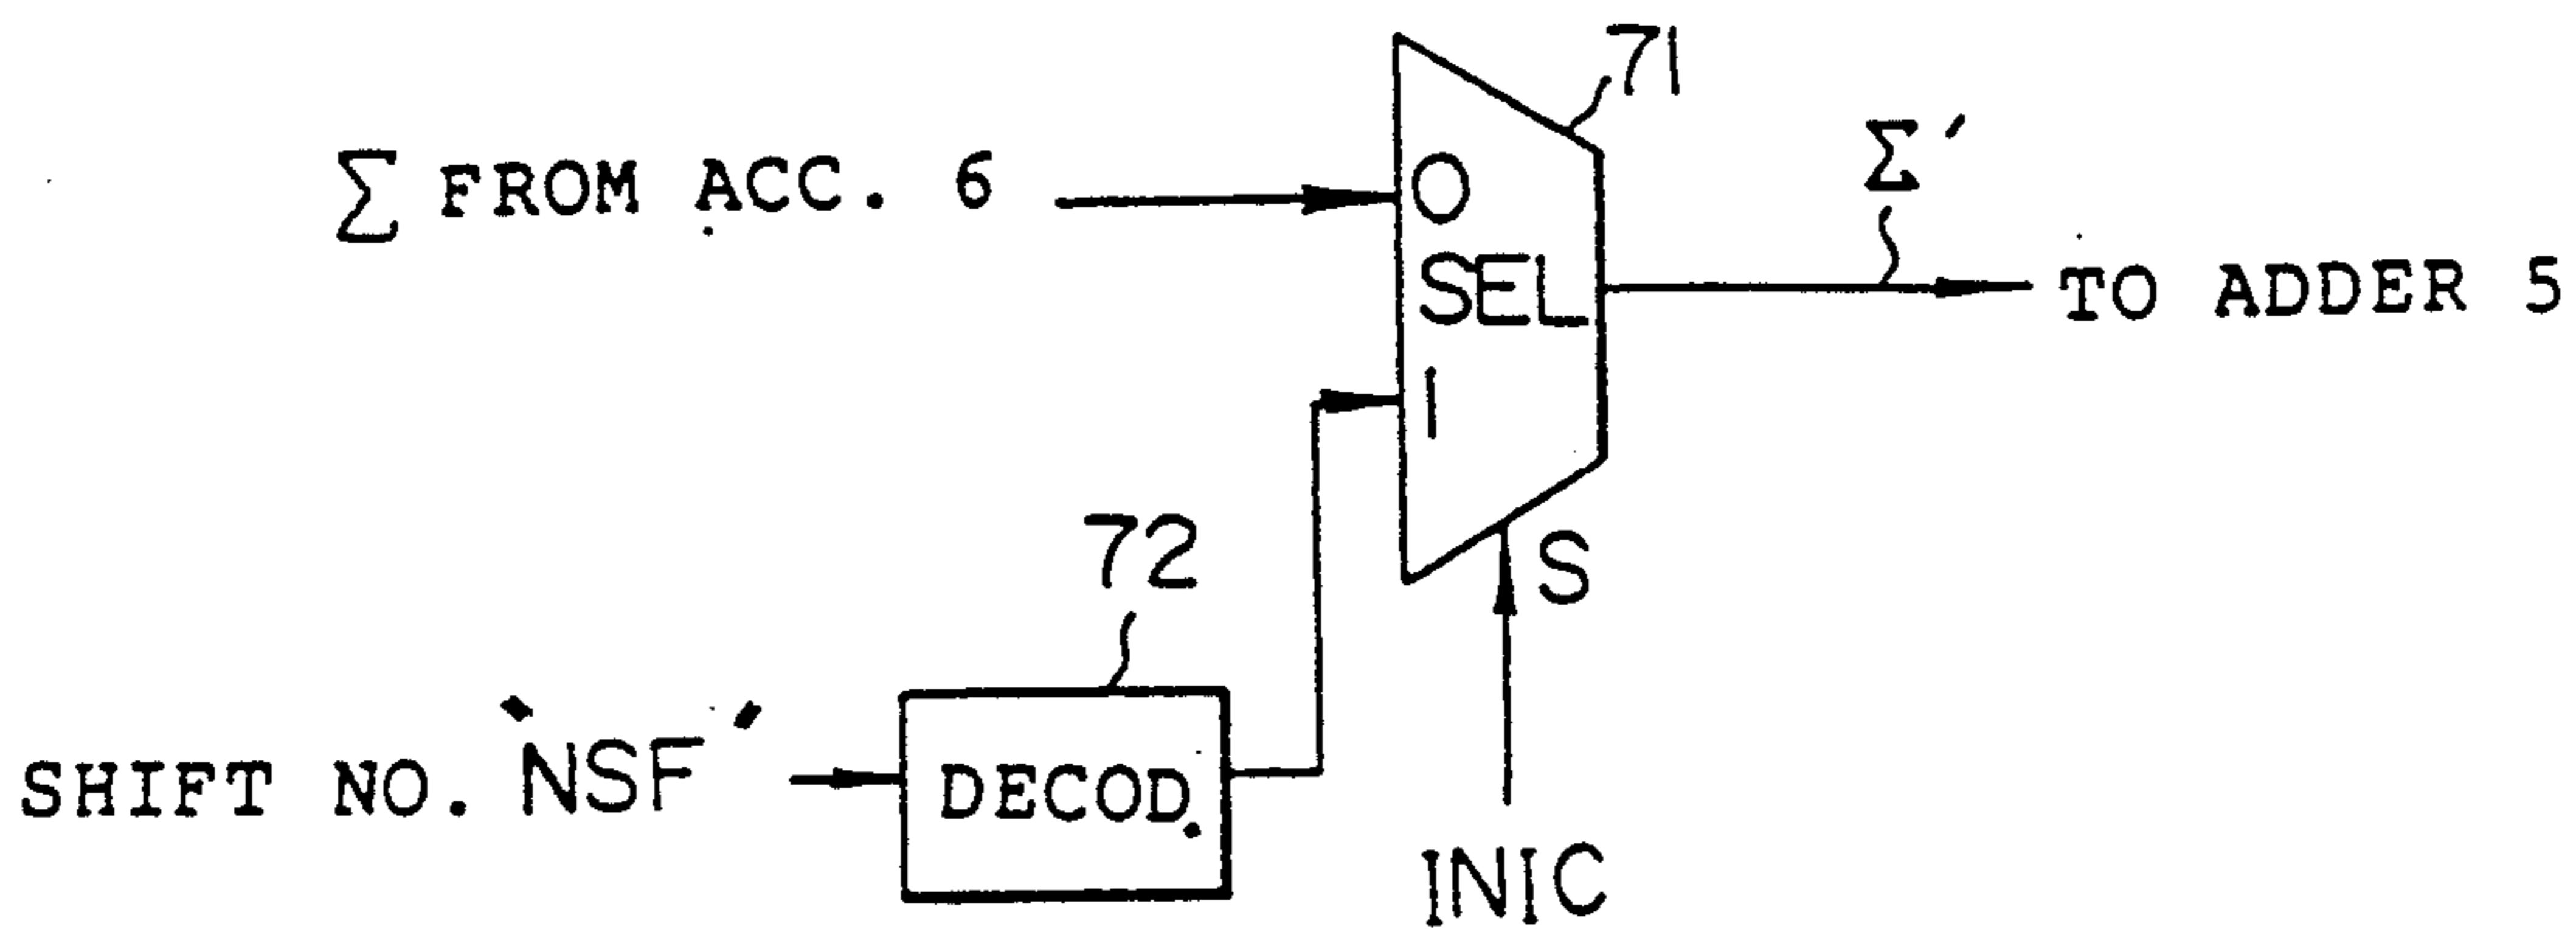 71
Σ FROM ACC. 6
0
Σ′
SEL
TO ADDER 5
1
S
72
SHIFT NO. `NSF′
DECOD.
INIC